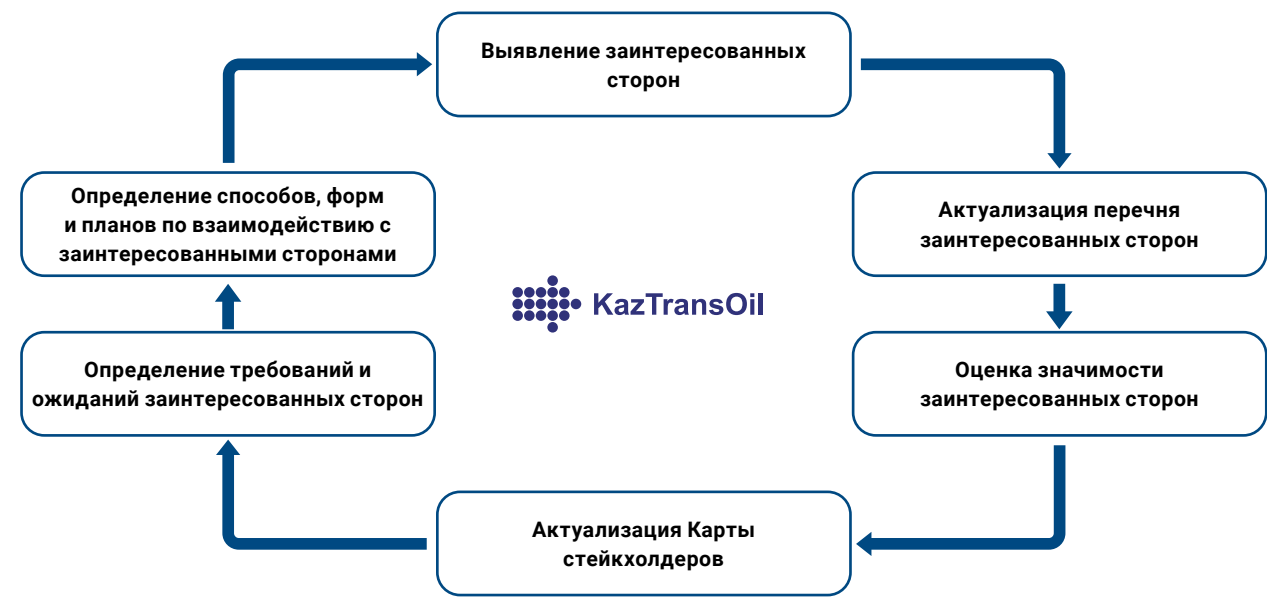 Выявление заинтересованных
сторон
Актуализация перечня
заинтересованных сторон
Оценка значимости
заинтересованных сторон
Актуализация Карты
стейкхолдеров
Определение требований и
ожиданий заинтересованных сторон
Определение способов, форм
и планов по взаимодействию с
заинтересованными сторонами
KazTransOil